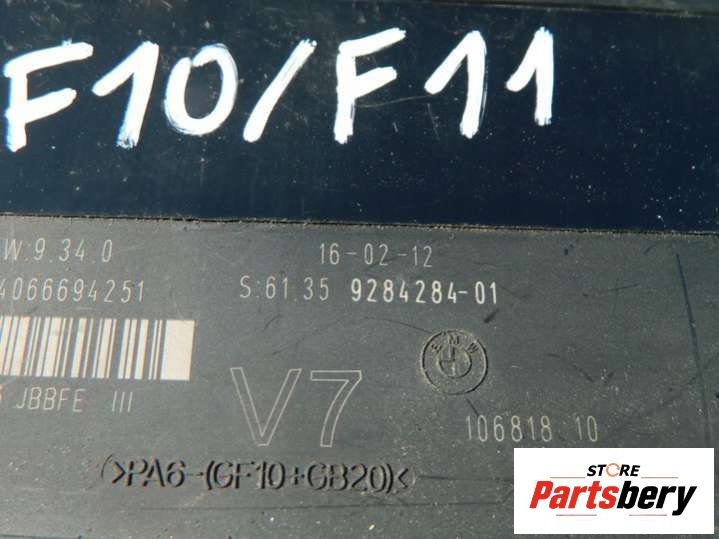 F10/F11
W:9.34.0
16-02-12
4066694251
S:61.35 9284284-01
JBBFE III
BMW
V7
106818 10
>PA6-(GF10+GB20)<
STORE
Partsbery